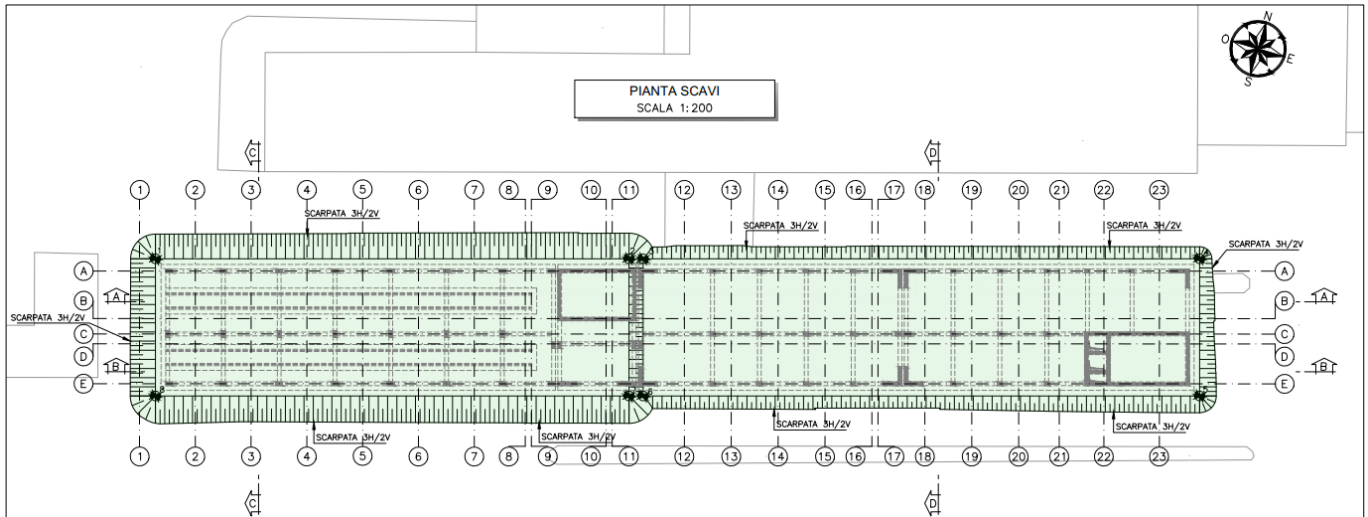 N
O
E
S
PIANTA SCAVI
SCALA 1:200
C D
1 2 3 4 5 6 7 8 9 10 11 12 13 14 15 16 17 18 19 20 21 22 23
SCARPATA 3H/2V
SCARPATA 3H/2V
SCARPATA 3H/2V
SCARPATA 3H/2V
A A
B A B A
SCARPATA 3H/2V
C C
D D
B B
E E
SCARPATA 3H/2V
SCARPATA 3H/2V
SCARPATA 3H/2V
SCARPATA 3H/2V
1 2 3 4 5 6 7 8 9 10 11 12 13 14 15 16 17 18 19 20 21 22 23
C D